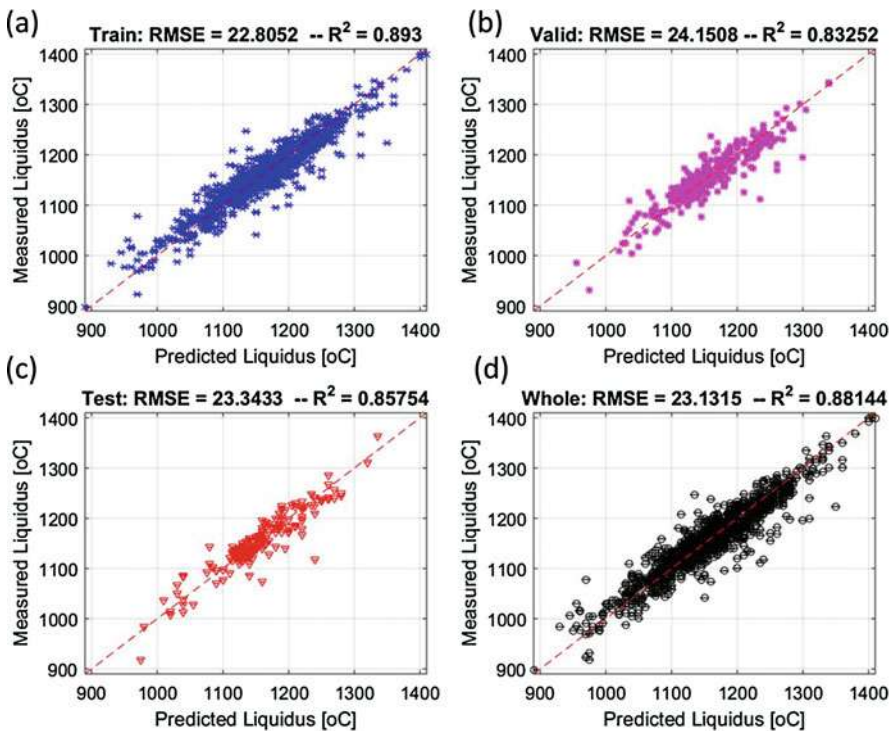 (a)
Train: RMSE = 22.8052 -- R² = 0.893
Measured Liquidus [oC]
1400
1300
1200
1100
1000
900
900 1000 1100 1200 1300 1400
Predicted Liquidus [oC]
(b)
Valid: RMSE = 24.1508 -- R² = 0.83252
Measured Liquidus [oC]
1400
1300
1200
1100
1000
900
900 1000 1100 1200 1300 1400
Predicted Liquidus [oC]
(c)
Test: RMSE = 23.3433 -- R² = 0.85754
Measured Liquidus [oC]
1400
1300
1200
1100
1000
900
900 1000 1100 1200 1300 1400
Predicted Liquidus [oC]
(d)
Whole: RMSE = 23.1315 -- R² = 0.88144
Measured Liquidus [oC]
1400
1300
1200
1100
1000
900
900 1000 1100 1200 1300 1400
Predicted Liquidus [oC]